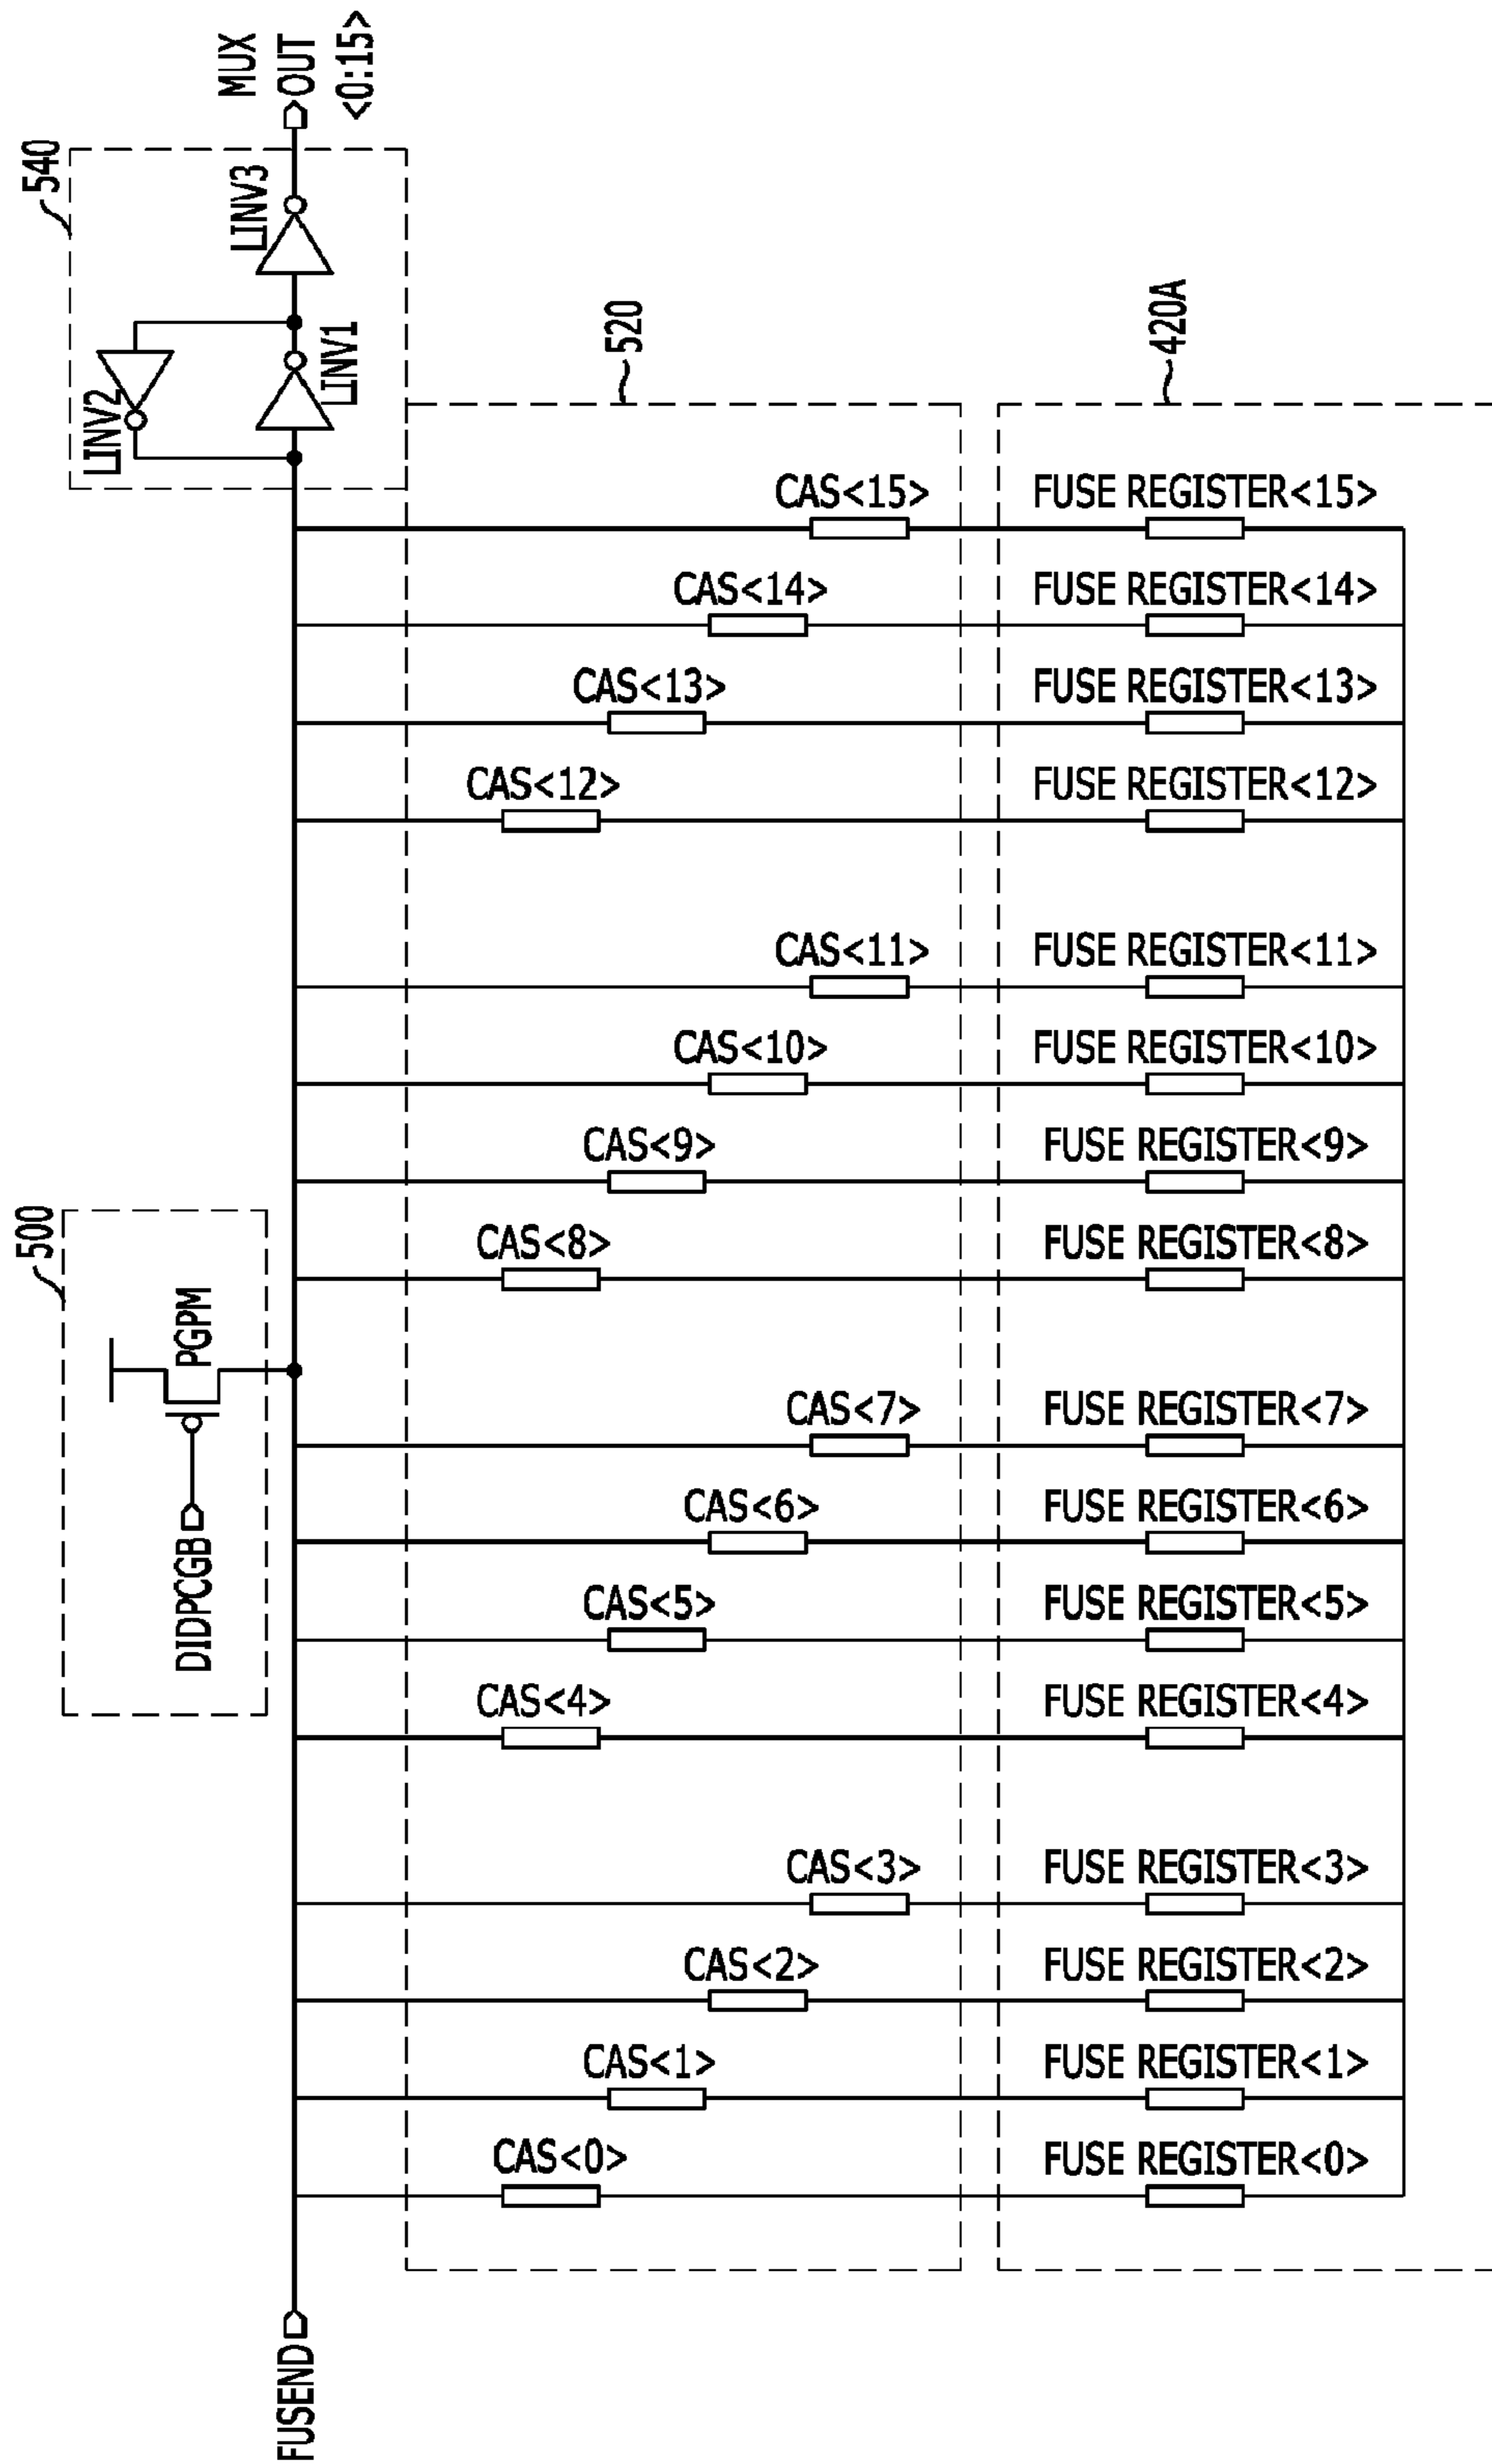 540
MUX
OUT
<0:15>
LINV3
LINV2
LINV1
520
420A
CAS<15>
FUSE REGISTER<15>
CAS<14>
FUSE REGISTER<14>
CAS<13>
FUSE REGISTER<13>
CAS<12>
FUSE REGISTER<12>
CAS<11>
FUSE REGISTER<11>
CAS<10>
FUSE REGISTER<10>
CAS<9>
FUSE REGISTER<9>
CAS<8>
FUSE REGISTER<8>
500
PGPM
DIDPCGB
CAS<7>
FUSE REGISTER<7>
CAS<6>
FUSE REGISTER<6>
CAS<5>
FUSE REGISTER<5>
CAS<4>
FUSE REGISTER<4>
CAS<3>
FUSE REGISTER<3>
CAS<2>
FUSE REGISTER<2>
CAS<1>
FUSE REGISTER<1>
CAS<0>
FUSE REGISTER<0>
FUSEND